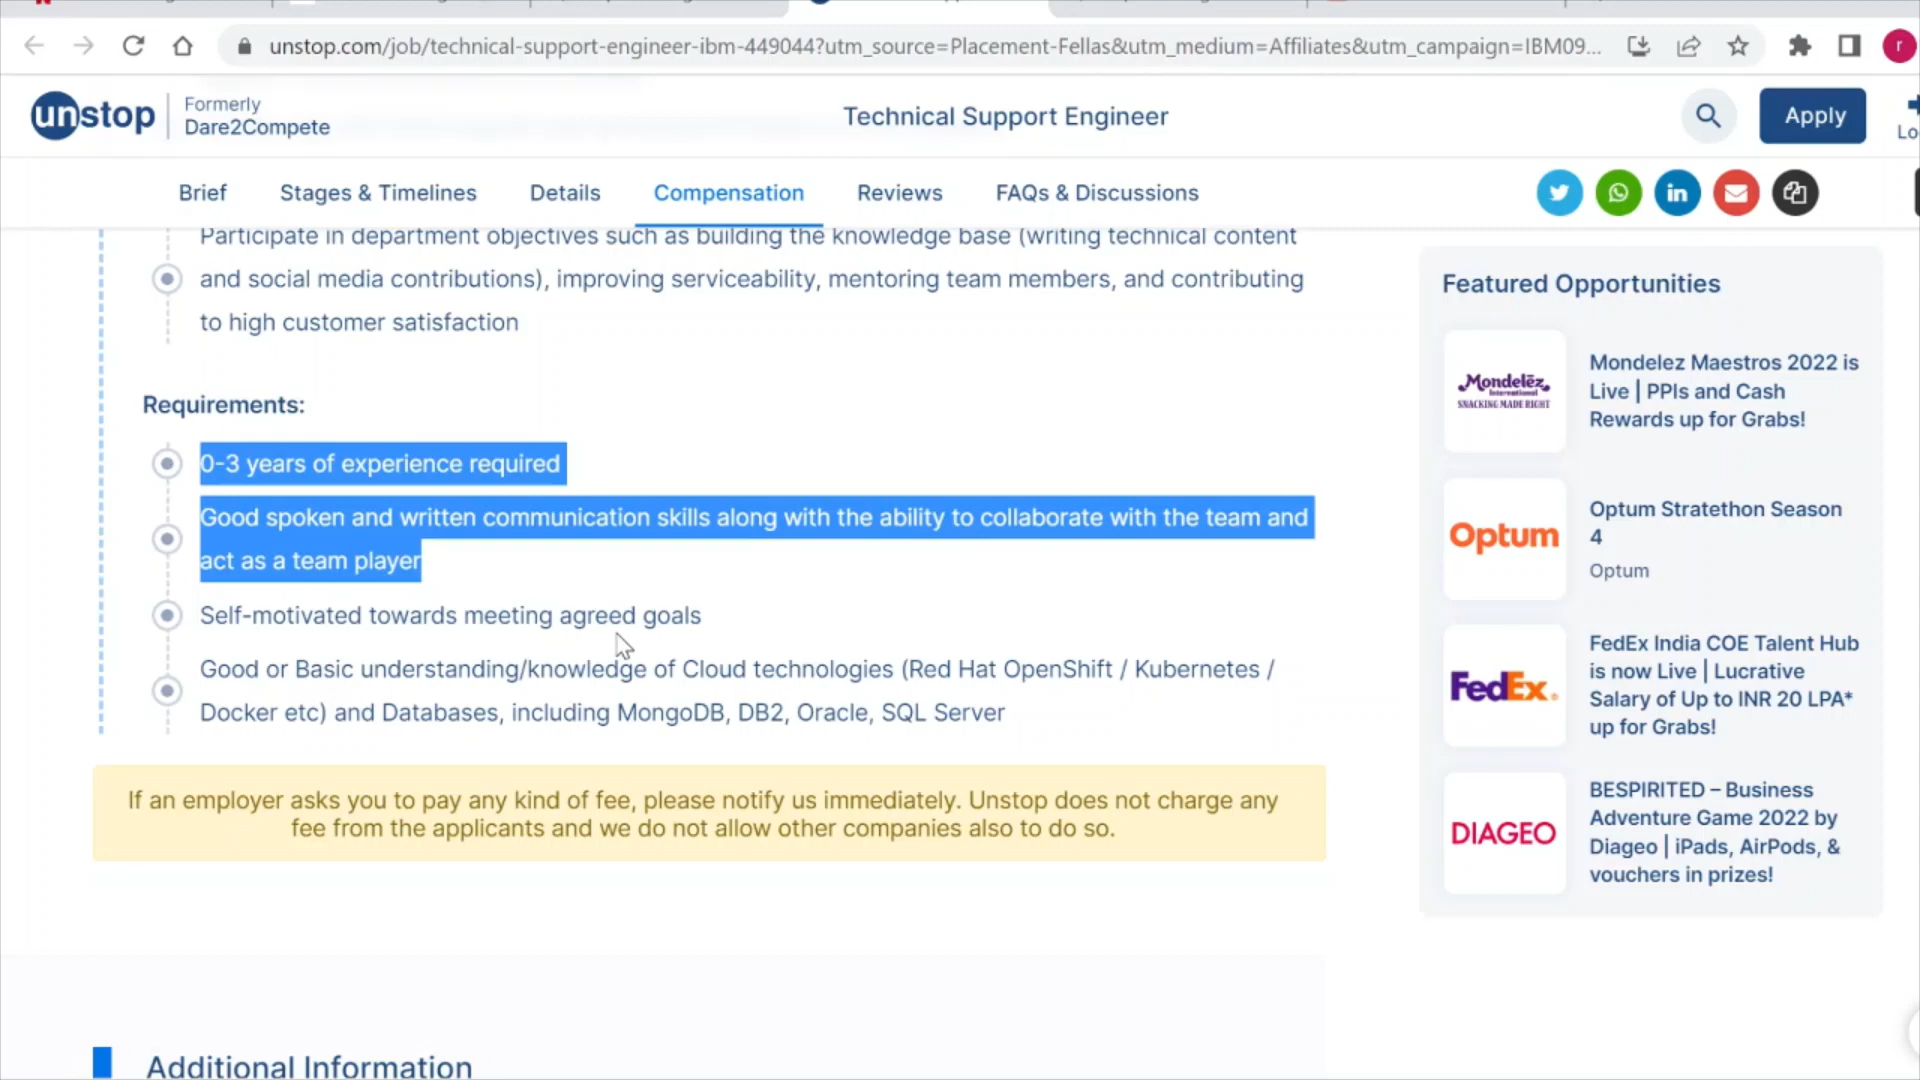 unstop.com/job/technical-support-engineer-ibm-449044?utm_source=Placement-Fellas&utm_medium=Affiliates&utm_campaign=IBM09...
r
unstop
Formerly
Dare2Compete
Technical Support Engineer
Apply
Lo
Brief
Stages & Timelines
Details
Compensation
Reviews
FAQs & Discussions
Participate in department objectives such as building the knowledge base (writing technical content
and social media contributions), improving serviceability, mentoring team members, and contributing
to high customer satisfaction
Requirements:
0-3 years of experience required
Good spoken and written communication skills along with the ability to collaborate with the team and
act as a team player
Self-motivated towards meeting agreed goals
Good or Basic understanding/knowledge of Cloud technologies (Red Hat OpenShift / Kubernetes /
Docker etc) and Databases, including MongoDB, DB2, Oracle, SQL Server
If an employer asks you to pay any kind of fee, please notify us immediately. Unstop does not charge any
fee from the applicants and we do not allow other companies also to do so.
Additional Information
Featured Opportunities
Mondelēz
International
SNACKING MADE RIGHT
Mondelez Maestros 2022 is
Live | PPIs and Cash
Rewards up for Grabs!
Optum
Optum Stratethon Season
4
Optum
FedEx
FedEx India COE Talent Hub
is now Live | Lucrative
Salary of Up to INR 20 LPA*
up for Grabs!
DIAGEO
BESPIRITED – Business
Adventure Game 2022 by
Diageo | iPads, AirPods, &
vouchers in prizes!